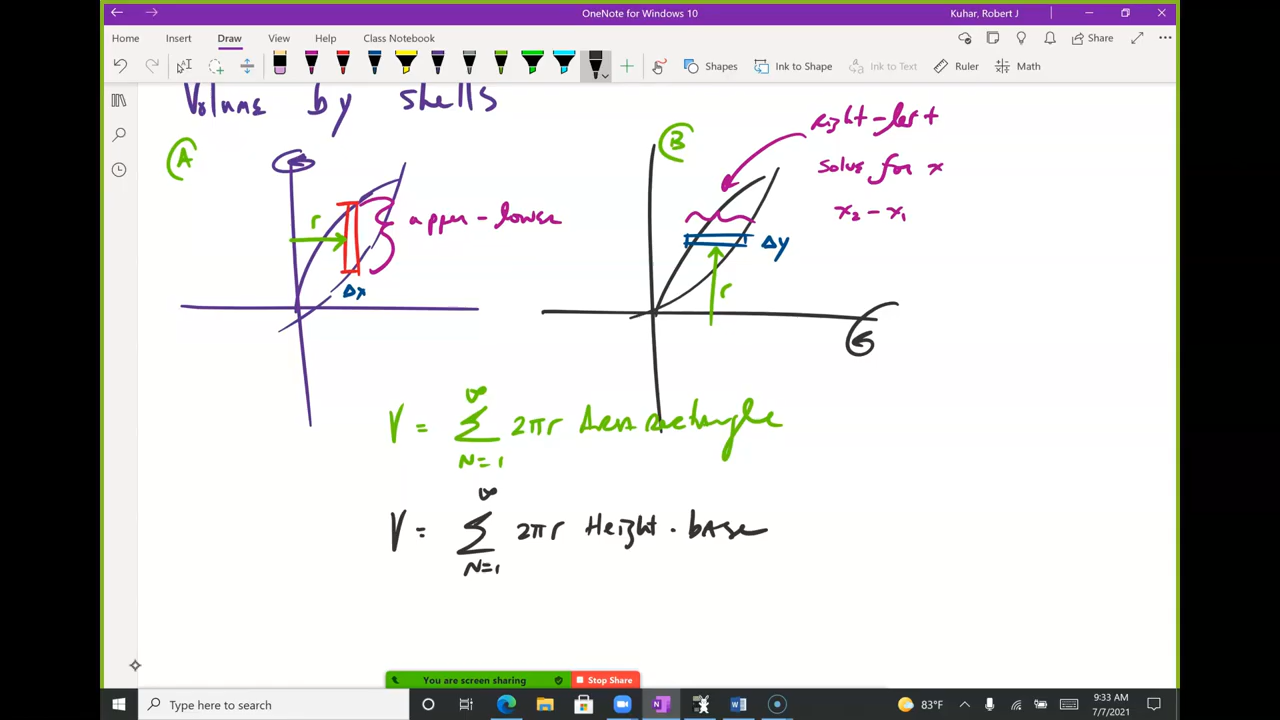 OneNote for Windows 10
Kuhar, Robert J
Home Insert Draw View Help Class Notebook
Share
Shapes Ink to Shape Ink to Text Ruler Math
Volume by shells
A
r
upper - lower
Δx
B
right - left
solve for x
x₂ - x₁
Δy
r
V = ∑ 2πr Area Rectangle
∞
N=1
V = ∑ 2πr Height · base
∞
N=1
You are screen sharing Stop Share
Type here to search
83°F
9:33 AM
7/7/2021